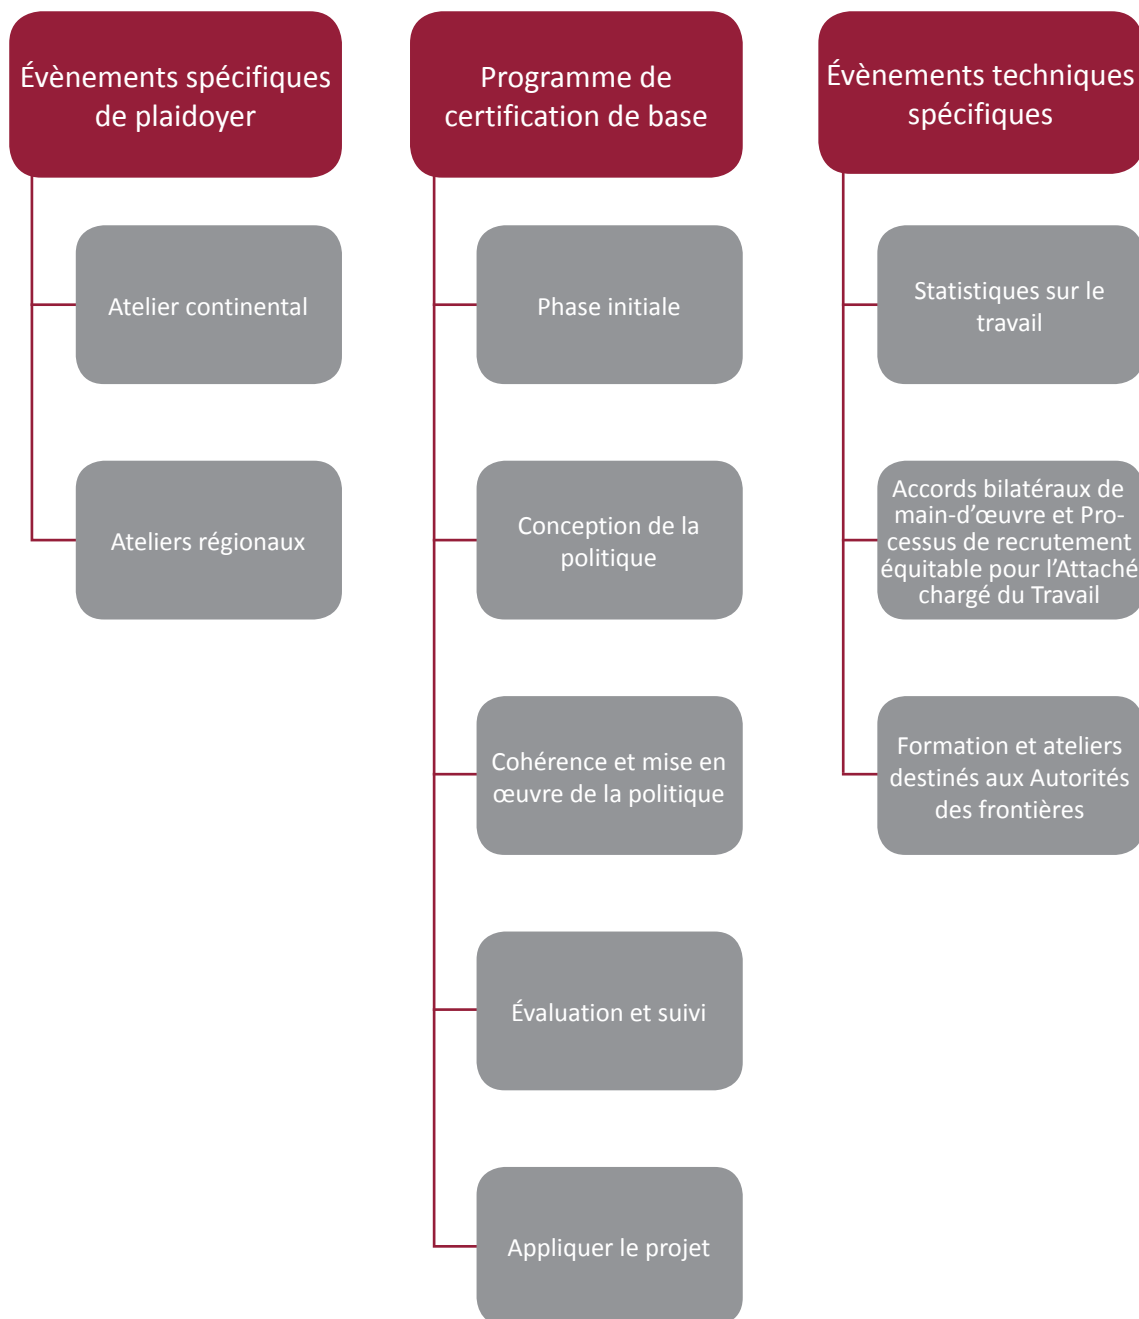 Évènements spécifiques
de plaidoyer
Atelier continental
Ateliers régionaux
Programme de
certification de base
Phase initiale
Conception de la
politique
Cohérence et mise en
œuvre de la politique
Évaluation et suivi
Appliquer le projet
Évènements techniques
spécifiques
Statistiques sur le
travail
Accords bilatéraux de
main-d’œuvre et Pro-
cessus de recrutement
équitable pour l’Attaché
chargé du Travail
Formation et ateliers
destinés aux Autorités
des frontières